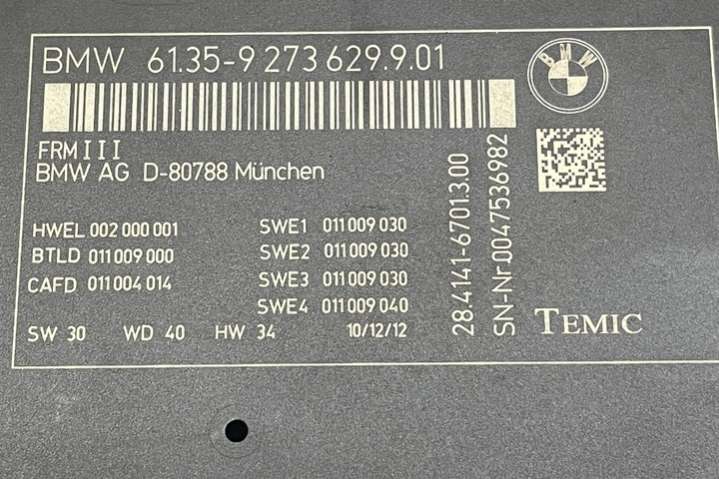 BMW 61.35-9 273 629.9.01
BMW
FRM III
BMW AG D-80788 München
HWEL 002 000 001
BTLD 011 009 000
CAFD 011 004 014
SWE1 011 009 030
SWE2 011 009 030
SWE3 011 009 030
SWE4 011 009 040
SW 30 WD 40 HW 34 10/12/12
28.4141-6701.3.00
SN-Nr.0047536982
TEMIC